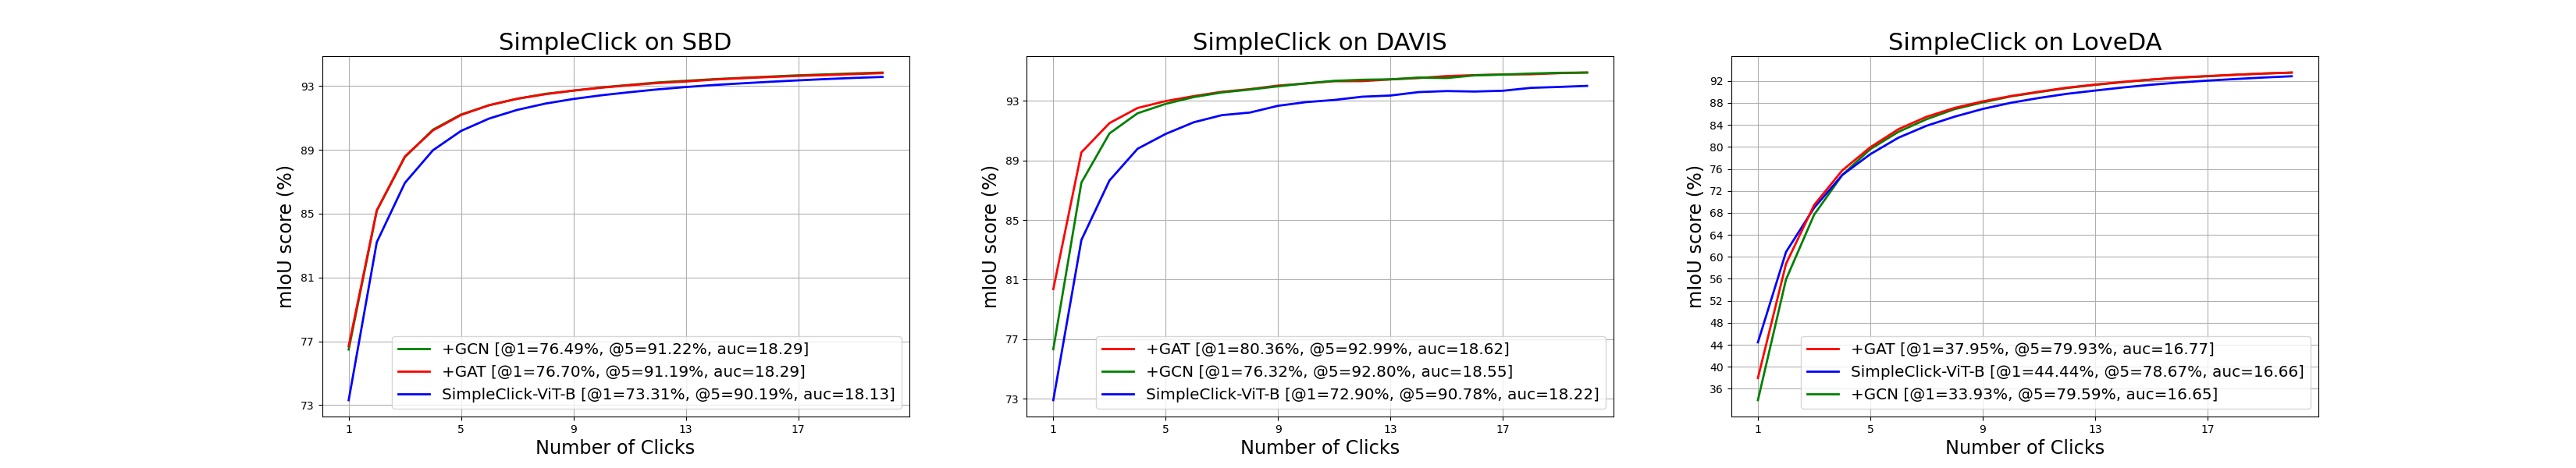 SimpleClick on SBD
mIoU score (%)
93
89
85
81
77
73
+GCN [@1=76.49%, @5=91.22%, auc=18.29]
+GAT [@1=76.70%, @5=91.19%, auc=18.29]
SimpleClick-ViT-B [@1=73.31%, @5=90.19%, auc=18.13]
1 5 9 13 17
Number of Clicks
SimpleClick on DAVIS
mIoU score (%)
93
89
85
81
77
73
+GAT [@1=80.36%, @5=92.99%, auc=18.62]
+GCN [@1=76.32%, @5=92.80%, auc=18.55]
SimpleClick-ViT-B [@1=72.90%, @5=90.78%, auc=18.22]
1 5 9 13 17
Number of Clicks
SimpleClick on LoveDA
mIoU score (%)
92
88
84
80
76
72
68
64
60
56
52
48
44
40
36
+GAT [@1=37.95%, @5=79.93%, auc=16.77]
SimpleClick-ViT-B [@1=44.44%, @5=78.67%, auc=16.66]
+GCN [@1=33.93%, @5=79.59%, auc=16.65]
1 5 9 13 17
Number of Clicks